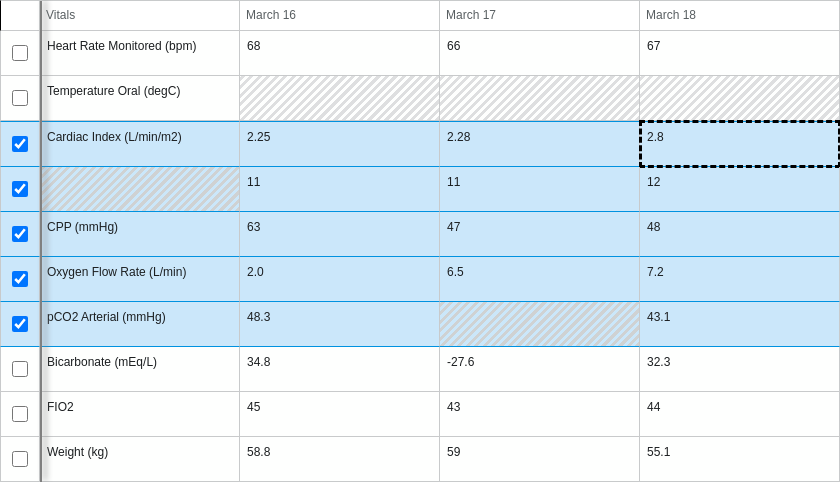 Vitals March 16 March 17 March 18
Heart Rate Monitored (bpm) 68 66 67
Temperature Oral (degC)
Cardiac Index (L/min/m2) 2.25 2.28 2.8
11 11 12
CPP (mmHg) 63 47 48
Oxygen Flow Rate (L/min) 2.0 6.5 7.2
pCO2 Arterial (mmHg) 48.3 43.1
Bicarbonate (mEq/L) 34.8 -27.6 32.3
FIO2 45 43 44
Weight (kg) 58.8 59 55.1